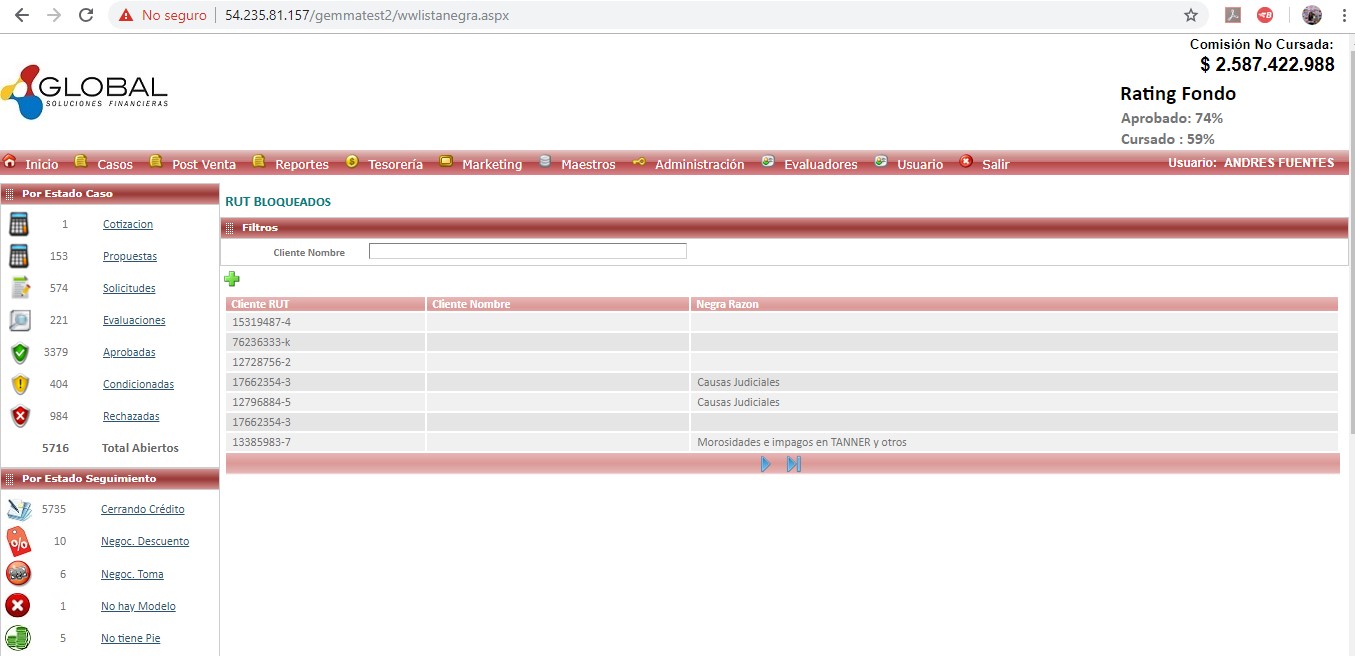 No seguro 54.235.81.157/gemmatest2/wwlistanegra.aspx
GLOBAL
SOLUCIONES FINANCIERAS
Comisión No Cursada:
$ 2.587.422.988
Rating Fondo
Aprobado: 74%
Cursado : 59%
Inicio Casos Post Venta Reportes Tesorería Marketing Maestros Administración Evaluadores Usuario Salir Usuario: ANDRES FUENTES
Por Estado Caso
1 Cotizacion
153 Propuestas
574 Solicitudes
221 Evaluaciones
3379 Aprobadas
404 Condicionadas
984 Rechazadas
5716 Total Abiertos
Por Estado Seguimiento
5735 Cerrando Crédito
10 Negoc. Descuento
6 Negoc. Toma
1 No hay Modelo
5 No tiene Pie
RUT BLOQUEADOS
Filtros
Cliente Nombre
Cliente RUT Cliente Nombre Negra Razon
15319487-4
76236333-k
12728756-2
17662354-3 Causas Judiciales
12796884-5 Causas Judiciales
17662354-3
13385983-7 Morosidades e impagos en TANNER y otros